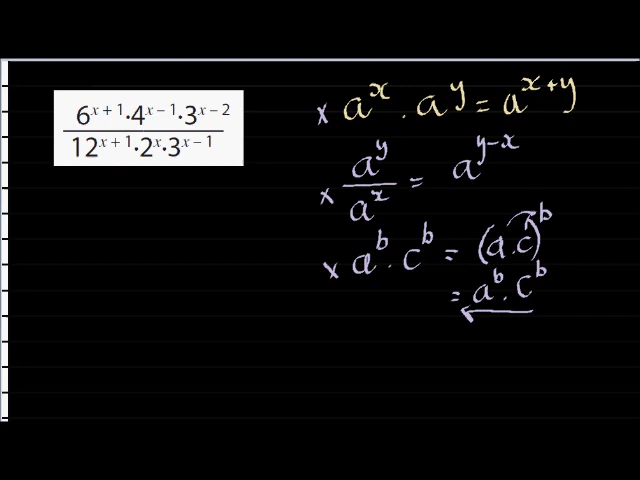 6^(x + 1)·4^(x − 1)·3^(x − 2)
12^(x + 1)·2^x·3^(x − 1)
× a^x . a^y = a^(x+y)
× a^y / a^x = a^(y-x)
× a^b . c^b = (a.c)^b
= a^b . c^b